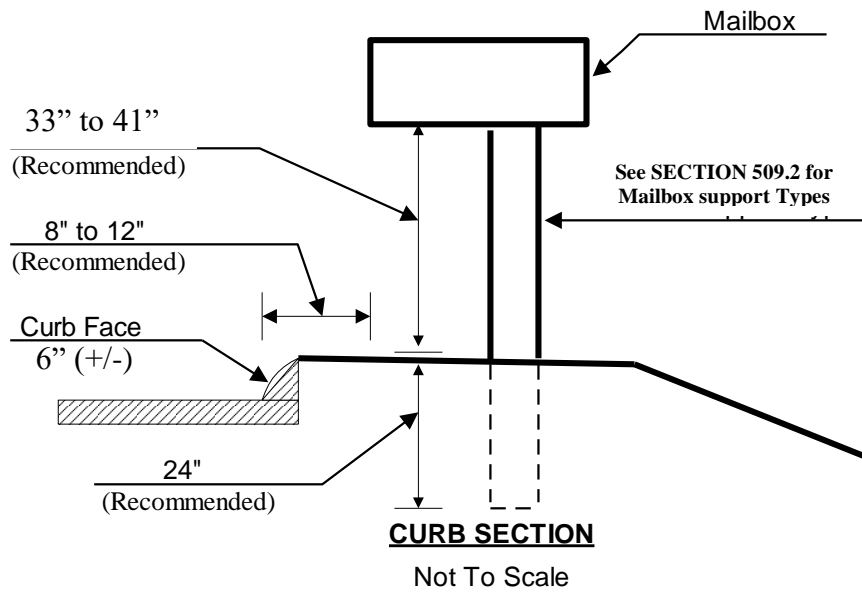 Mailbox
33” to 41”
(Recommended)
See SECTION 509.2 for
Mailbox support Types
8" to 12"
(Recommended)
Curb Face
6” (+/-)
24"
(Recommended)
CURB SECTION
Not To Scale